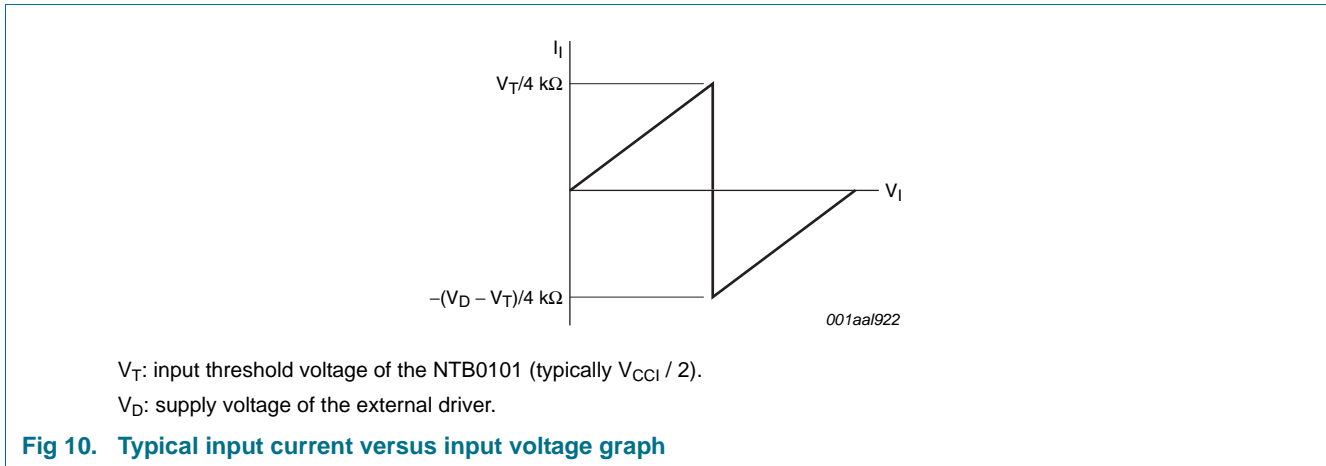 I_I
V_T/4 kΩ
V_I
−(V_D − V_T)/4 kΩ
001aal922
V_T: input threshold voltage of the NTB0101 (typically V_CCI / 2).
V_D: supply voltage of the external driver.
Fig 10. Typical input current versus input voltage graph